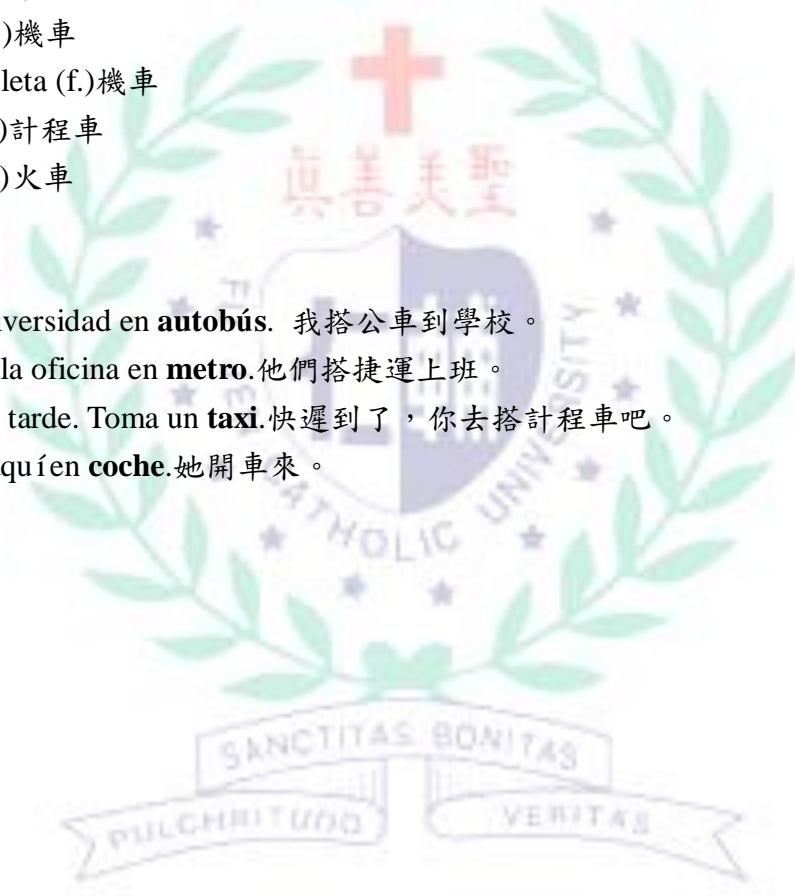 )機車
leta (f.)機車
)計程車
)火車
真善美聖
iversidad en autobús. 我搭公車到學校。
la oficina en metro.他們搭捷運上班。
tarde. Toma un taxi.快遲到了，你去搭計程車吧。
quíen coche.她開車來。
CATHOLIC UNIVERSITY
SANCTITAS BONITAS
PULCHRITUDO VERITAS